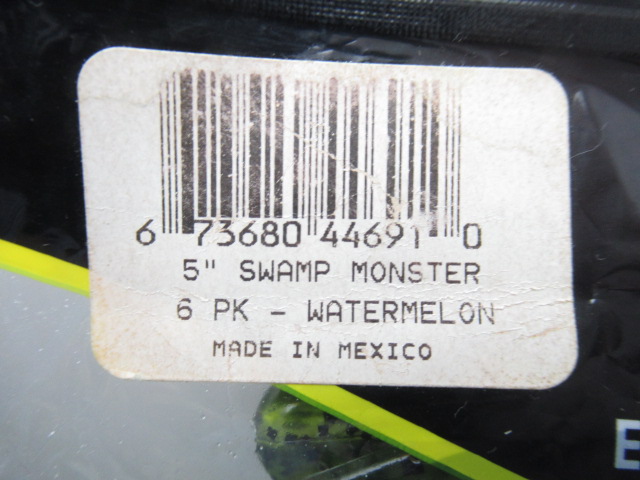 6 73680 44691 0
5" SWAMP MONSTER
6 PK - WATERMELON
MADE IN MEXICO
E